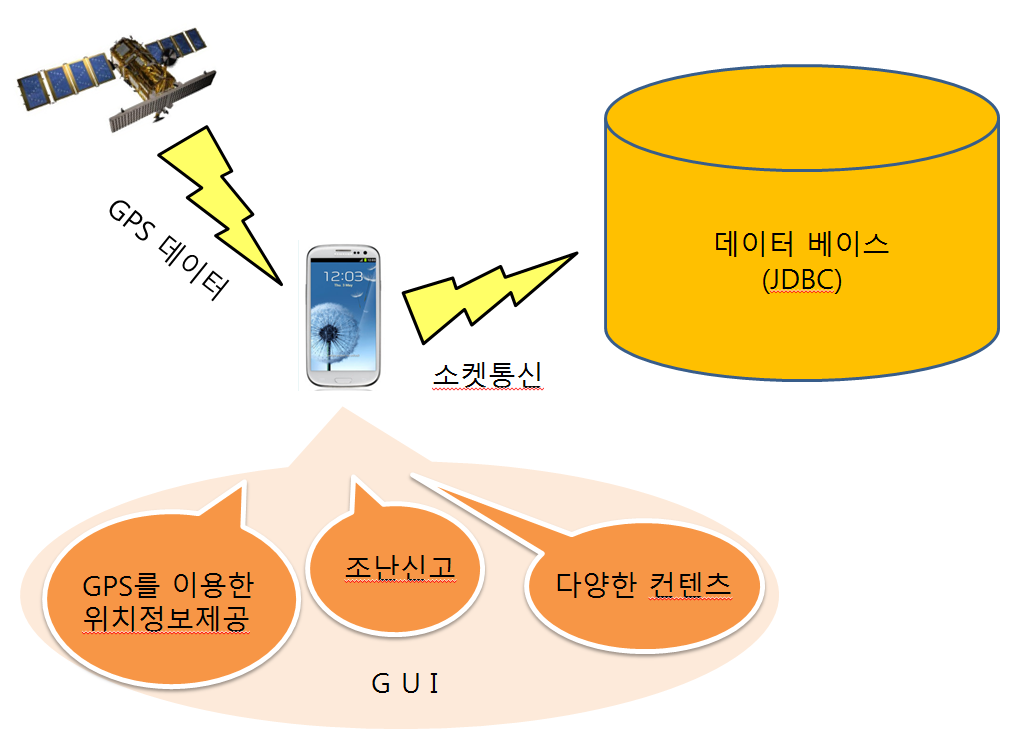 GPS 데이터
12:03
데이터 베이스
(JDBC)
소켓통신
GPS를 이용한
위치정보제공
조난신고
다양한 컨텐츠
G U I